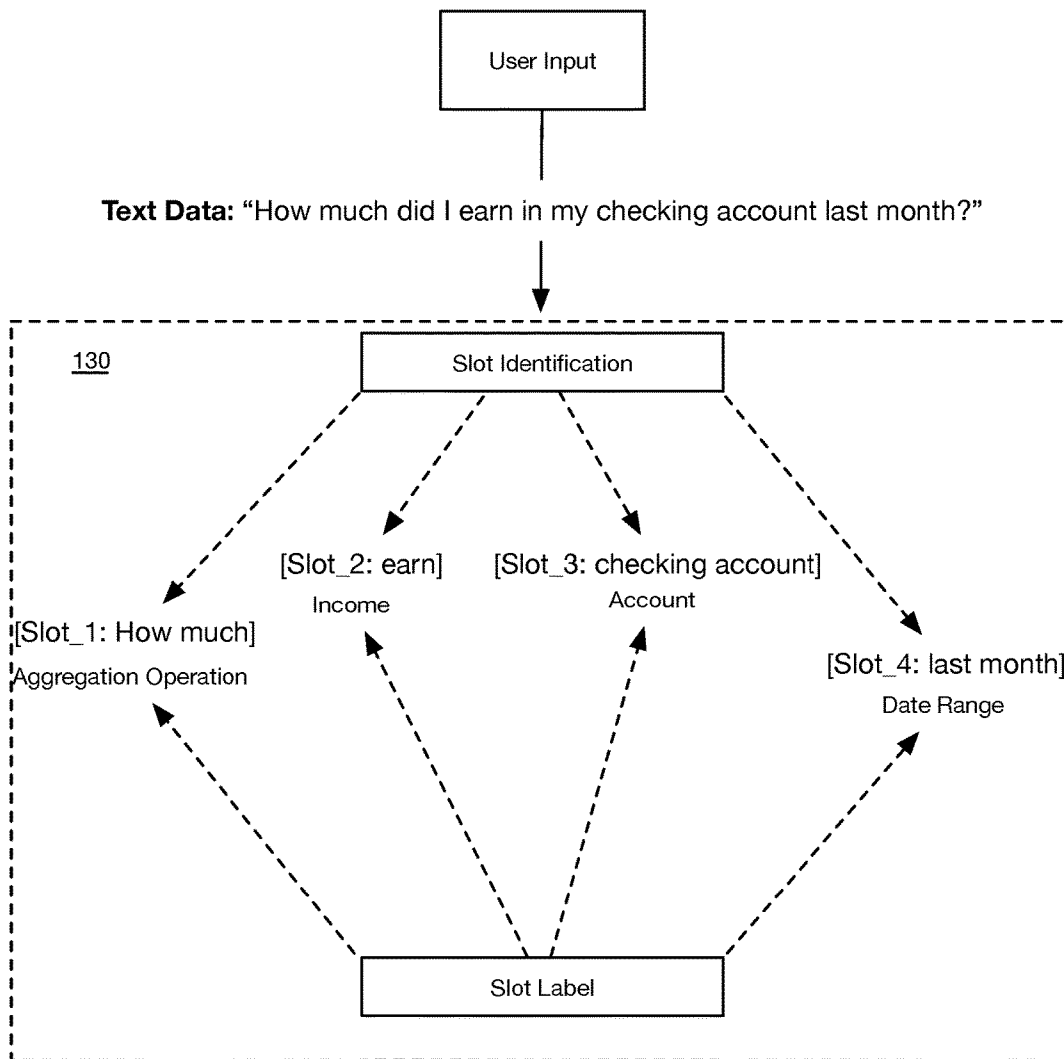 User Input
Text Data: “How much did I earn in my checking account last month?”
130
Slot Identification
[Slot_2: earn]
Income
[Slot_3: checking account]
Account
[Slot_1: How much]
Aggregation Operation
[Slot_4: last month]
Date Range
Slot Label